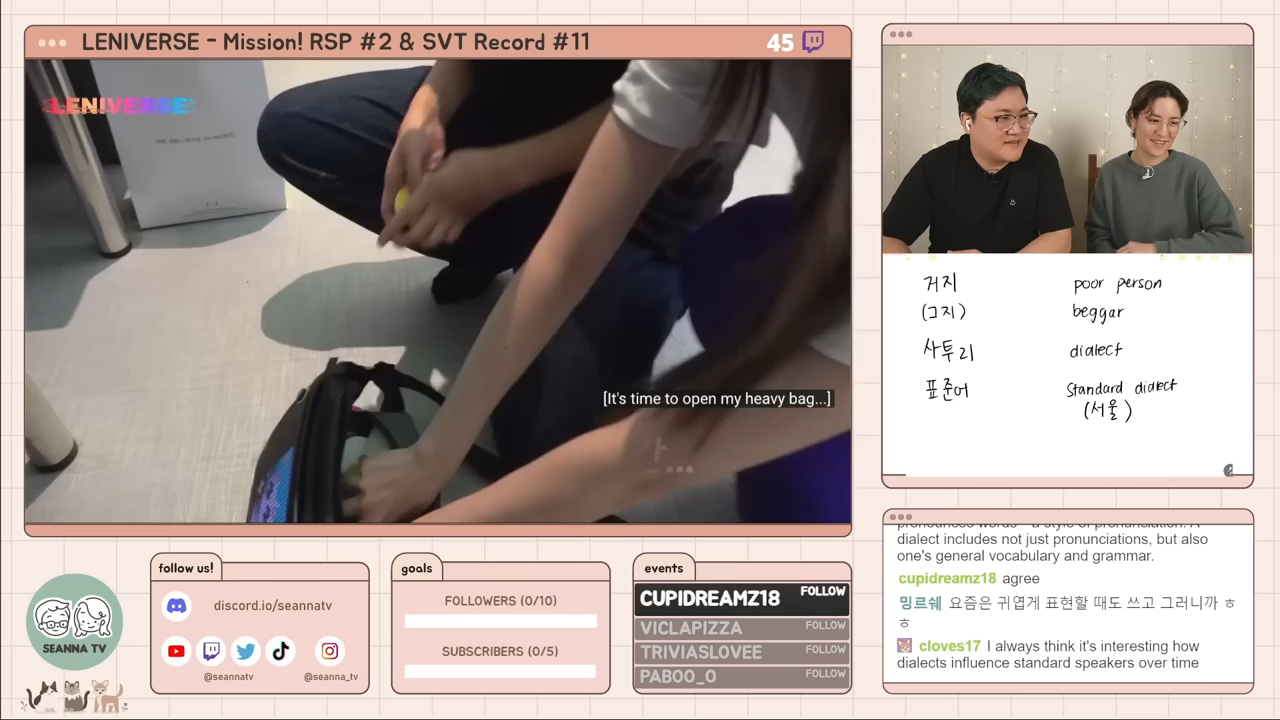 LENIVERSE - Mission! RSP #2 & SVT Record #11
45
LENIVERSE
WE BELIEVE IN MUSIC
[It's time to open my heavy bag...]
거지 poor person
(그지) beggar
사투리 dialect
표준어 Standard dialect
(서울)
dialect includes not just pronunciations, but also
one's general vocabulary and grammar.
cupidreamz18 agree
밍르쉐 요즘은 귀엽게 표현할 때도 쓰고 그러니까 ㅎ
ㅎ
cloves17 I always think it's interesting how
dialects influence standard speakers over time
SEANNA TV
follow us!
discord.io/seannatv
@seannatv
@seanna_tv
goals
FOLLOWERS (0/10)
SUBSCRIBERS (0/5)
events
CUPIDREAMZ18 FOLLOW
VICLAPIZZA FOLLOW
TRIVIASLOVEE FOLLOW
PABOO_O FOLLOW